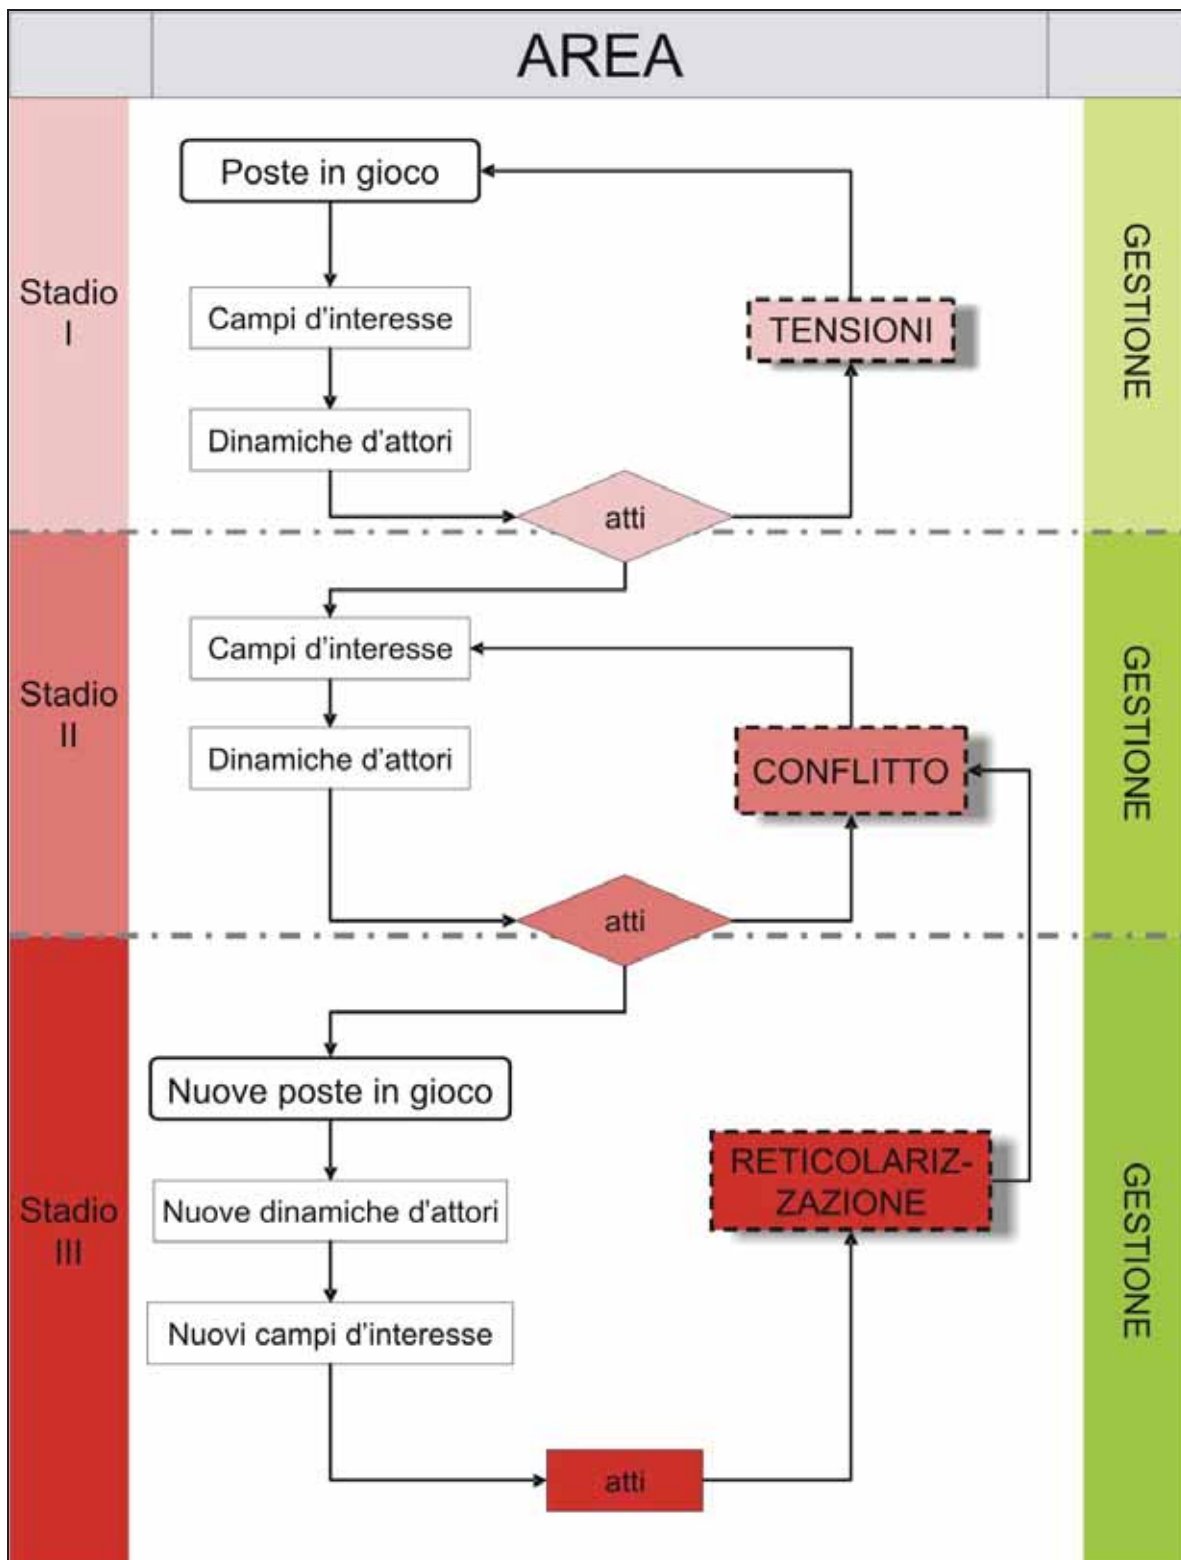 AREA
Poste in gioco
Stadio
I
Campi d'interesse
TENSIONI
GESTIONE
Dinamiche d'attori
atti
Campi d'interesse
Stadio
II
Dinamiche d'attori
CONFLITTO
GESTIONE
atti
Nuove poste in gioco
Stadio
III
Nuove dinamiche d'attori
RETICOLARIZ-
ZAZIONE
GESTIONE
Nuovi campi d'interesse
atti